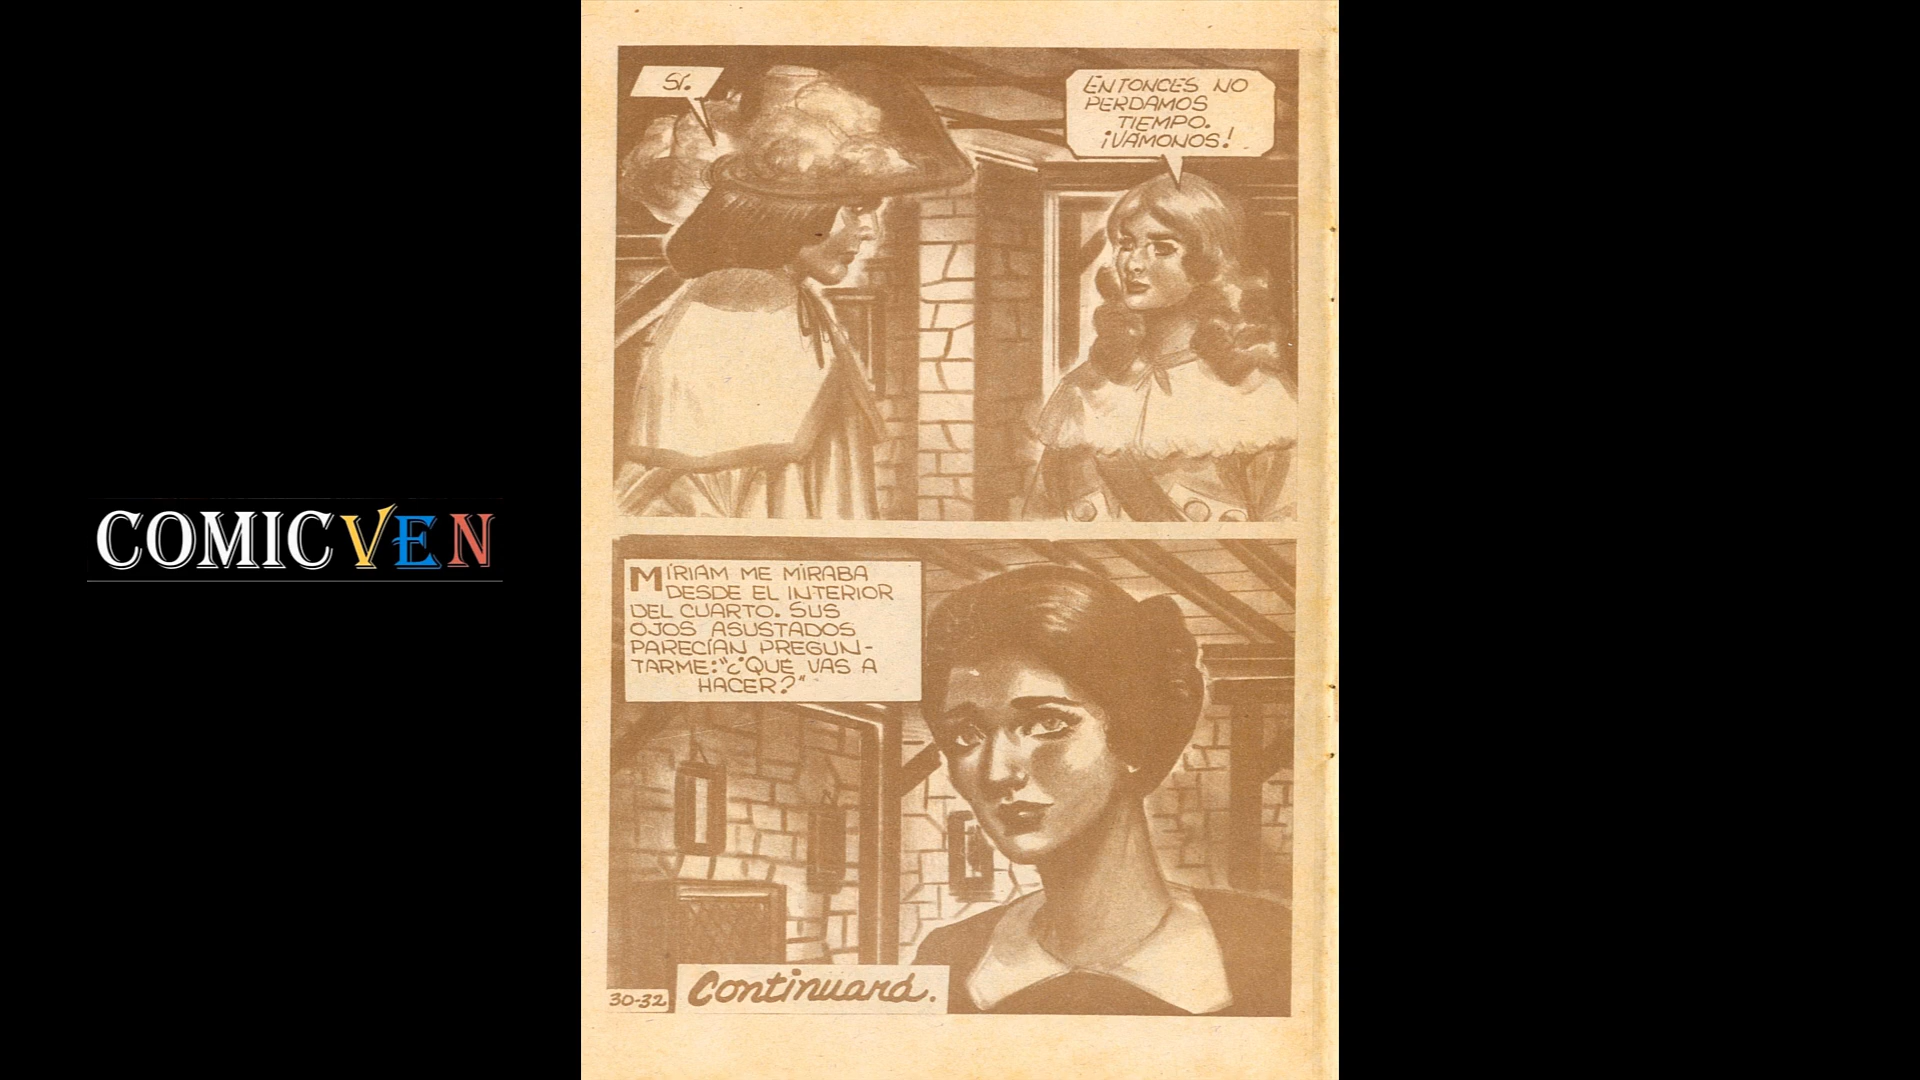 SÍ.
ENTONCES NO
PERDAMOS
TIEMPO.
¡VÁMONOS!
COMICVEN
MÍRIAM ME MIRABA
DESDE EL INTERIOR
DEL CUARTO. SUS
OJOS ASUSTADOS
PARECÍAN PREGUN-
TARME: "¿QUÉ VAS A
HACER?"
30-32
Continuará.